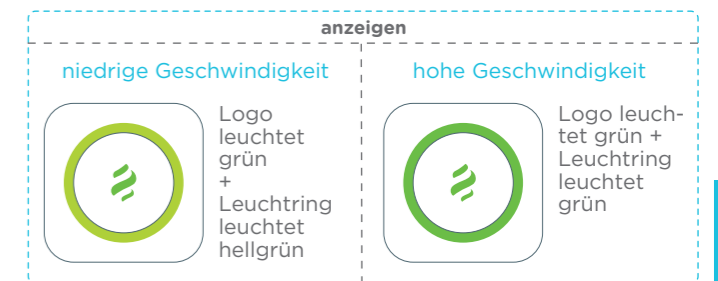 anzeigen
niedrige Geschwindigkeit
Logo
leuchtet
grün
+
Leuchtring
leuchtet
hellgrün
hohe Geschwindigkeit
Logo leuch-
tet grün +
Leuchtring
leuchtet
grün